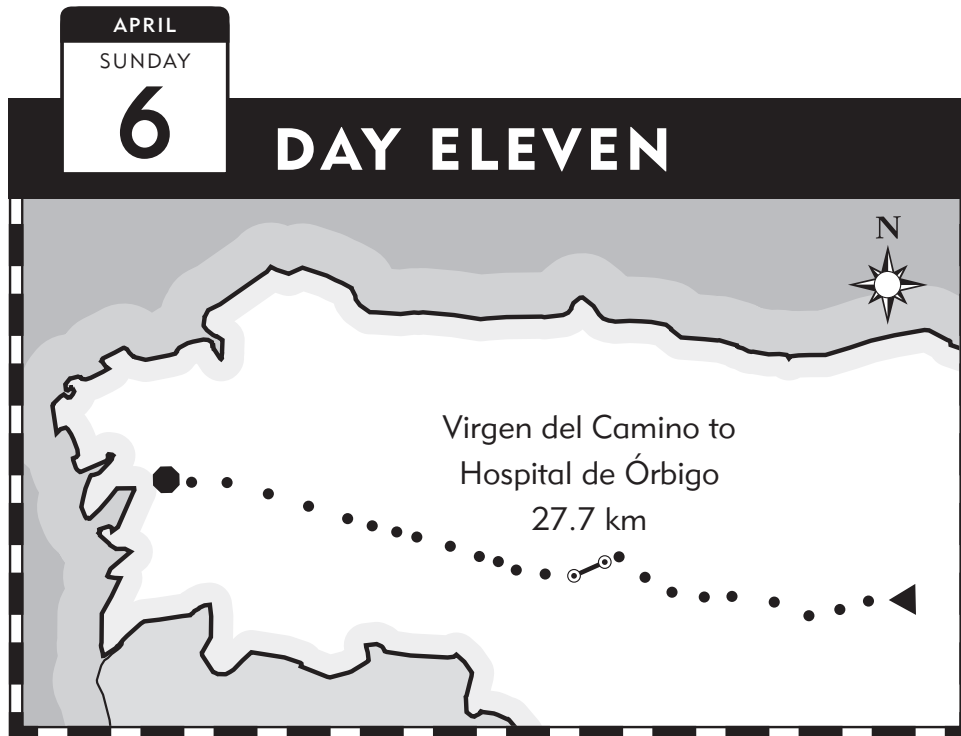 APRIL
SUNDAY
6
DAY ELEVEN
N
Virgen del Camino to
Hospital de Órbigo
27.7 km